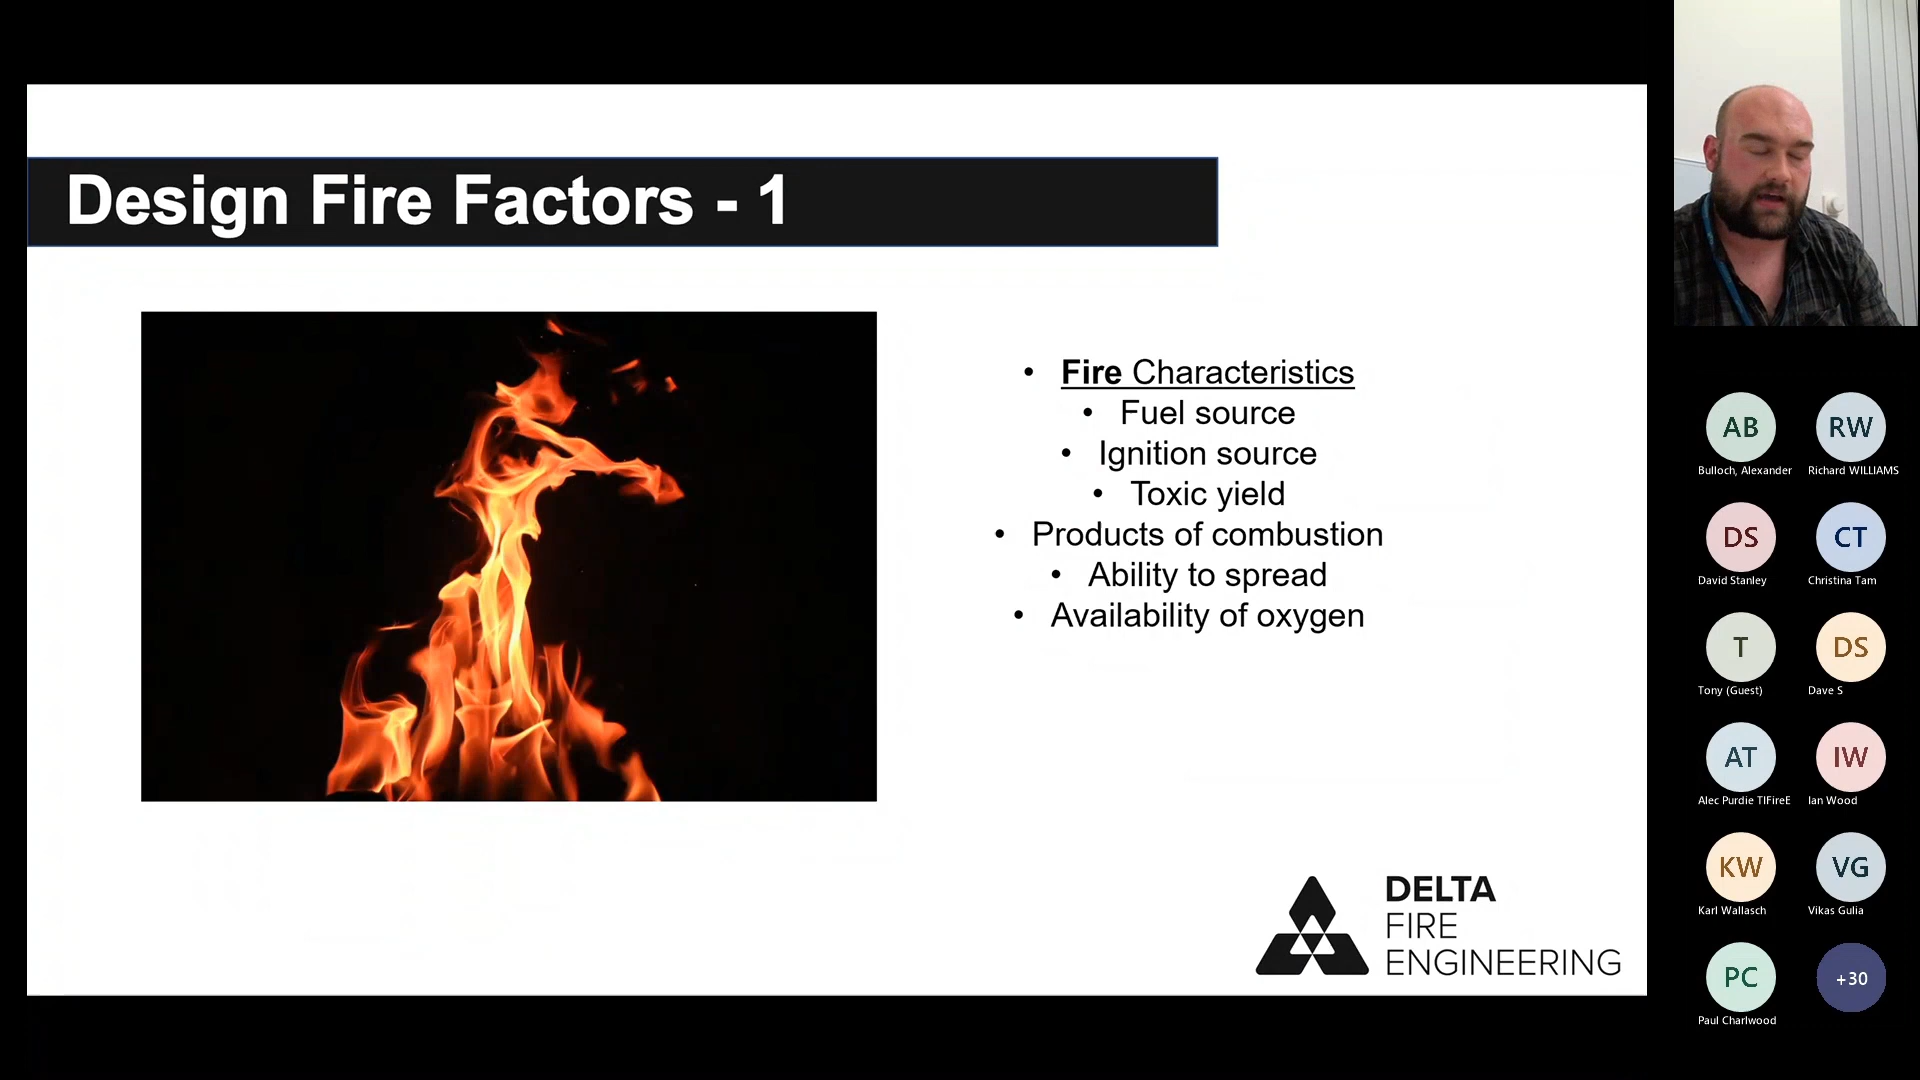 Design Fire Factors - 1
• Fire Characteristics
• Fuel source
• Ignition source
• Toxic yield
• Products of combustion
• Ability to spread
• Availability of oxygen
DELTA
FIRE
ENGINEERING
AB
Bulloch, Alexander
RW
Richard WILLIAMS
DS
David Stanley
CT
Christina Tam
T
Tony (Guest)
DS
Dave S
AT
Alec Purdie TIFireE
IW
Ian Wood
KW
Karl Wallasch
VG
Vikas Gulia
PC
Paul Charlwood
+30